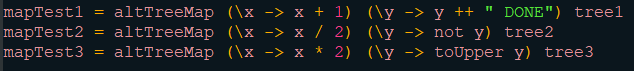 mapTest1 = altTreeMap (\x -> x + 1) (\y -> y ++ " DONE") tree1
mapTest2 = altTreeMap (\x -> x / 2) (\y -> not y) tree2
mapTest3 = altTreeMap (\x -> x * 2) (\y -> toUpper y) tree3